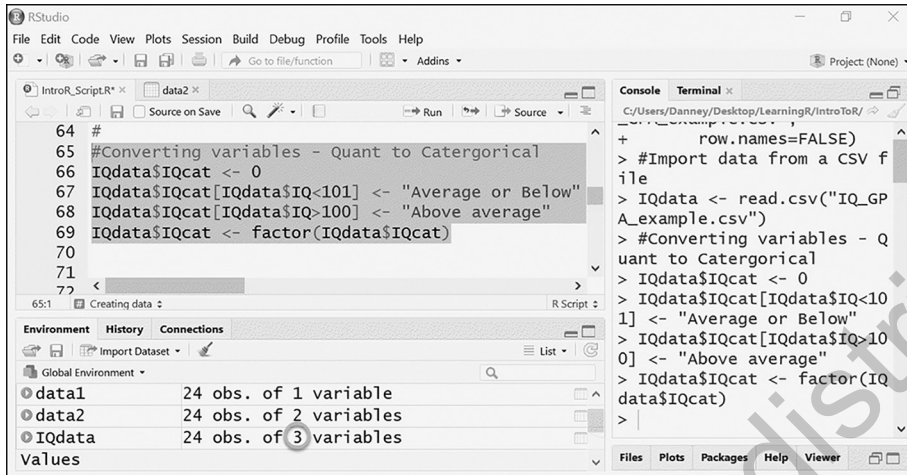 RStudio
File Edit Code View Plots Session Build Debug Profile Tools Help
Go to file/function
Addins
Project: (None)
IntroR_Script.R*
data2
Source on Save
Run
Source
64 #
65 #Converting variables - Quant to Catergorical
66 IQdata$IQcat <- 0
67 IQdata$IQcat[IQdata$IQ<101] <- "Average or Below"
68 IQdata$IQcat[IQdata$IQ>100] <- "Above average"
69 IQdata$IQcat <- factor(IQdata$IQcat)
70
71
72
65:1 Creating data R Script
Environment History Connections
Import Dataset List
Global Environment
data1 24 obs. of 1 variable
data2 24 obs. of 2 variables
IQdata 24 obs. of 3 variables
Values
Console Terminal
C:/Users/Danney/Desktop/LearningR/IntroToR/
+ row.names=FALSE)
> #Import data from a CSV f
ile
> IQdata <- read.csv("IQ_GP
A_example.csv")
> #Converting variables - Q
uant to Catergorical
> IQdata$IQcat <- 0
> IQdata$IQcat[IQdata$IQ<10
1] <- "Average or Below"
> IQdata$IQcat[IQdata$IQ>10
0] <- "Above average"
> IQdata$IQcat <- factor(IQ
data$IQcat)
>
Files Plots Packages Help Viewer